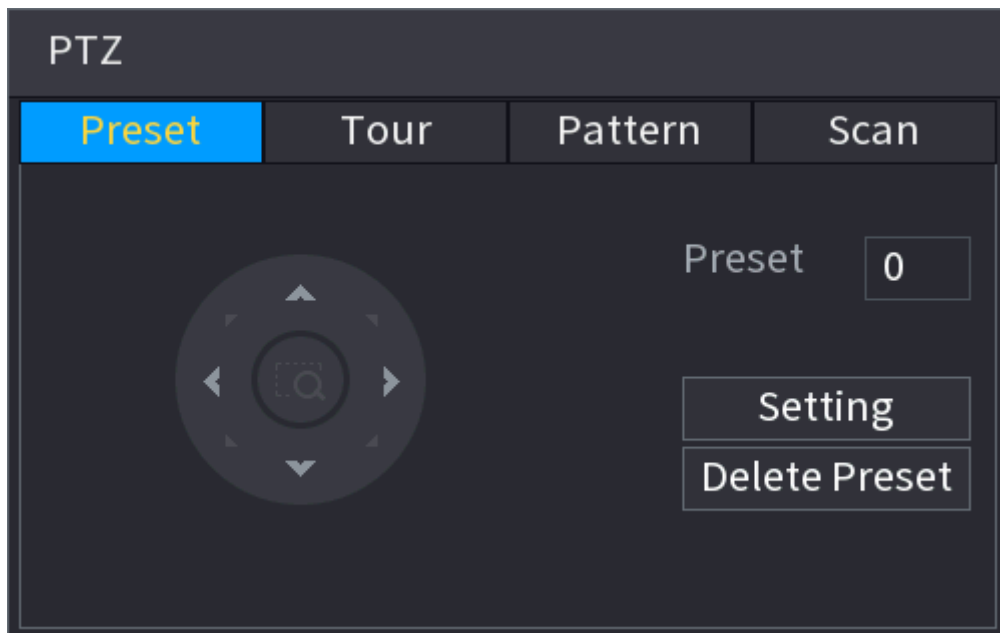 PTZ
Preset Tour Pattern Scan
Preset 0
Setting
Delete Preset